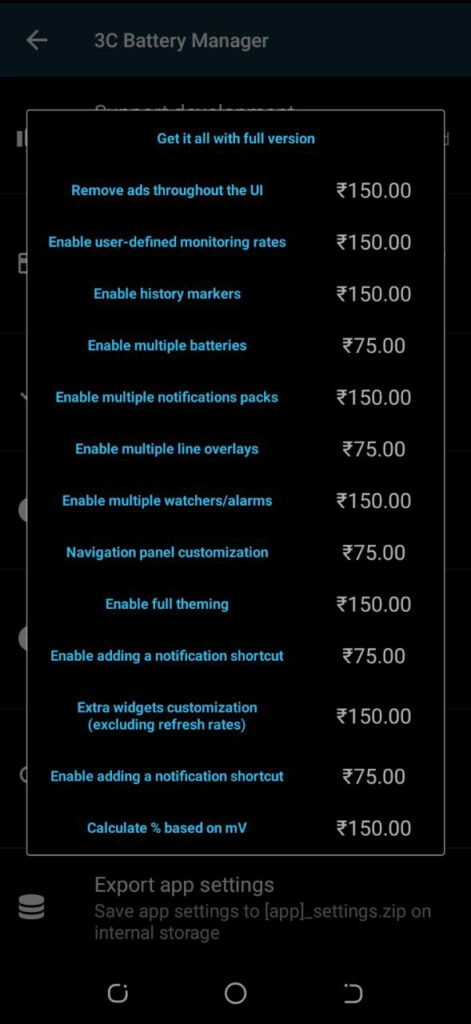 3C Battery Manager
Support development
Get it all with full version
Remove ads throughout the UI ₹150.00
Enable user-defined monitoring rates ₹150.00
Enable history markers ₹150.00
Enable multiple batteries ₹75.00
Enable multiple notifications packs ₹150.00
Enable multiple line overlays ₹75.00
Enable multiple watchers/alarms ₹150.00
Navigation panel customization ₹75.00
Enable full theming ₹150.00
Enable adding a notification shortcut ₹75.00
Extra widgets customization
(excluding refresh rates) ₹150.00
Enable adding a notification shortcut ₹75.00
Calculate % based on mV ₹150.00
Export app settings
Save app settings to [app]_settings.zip on
internal storage